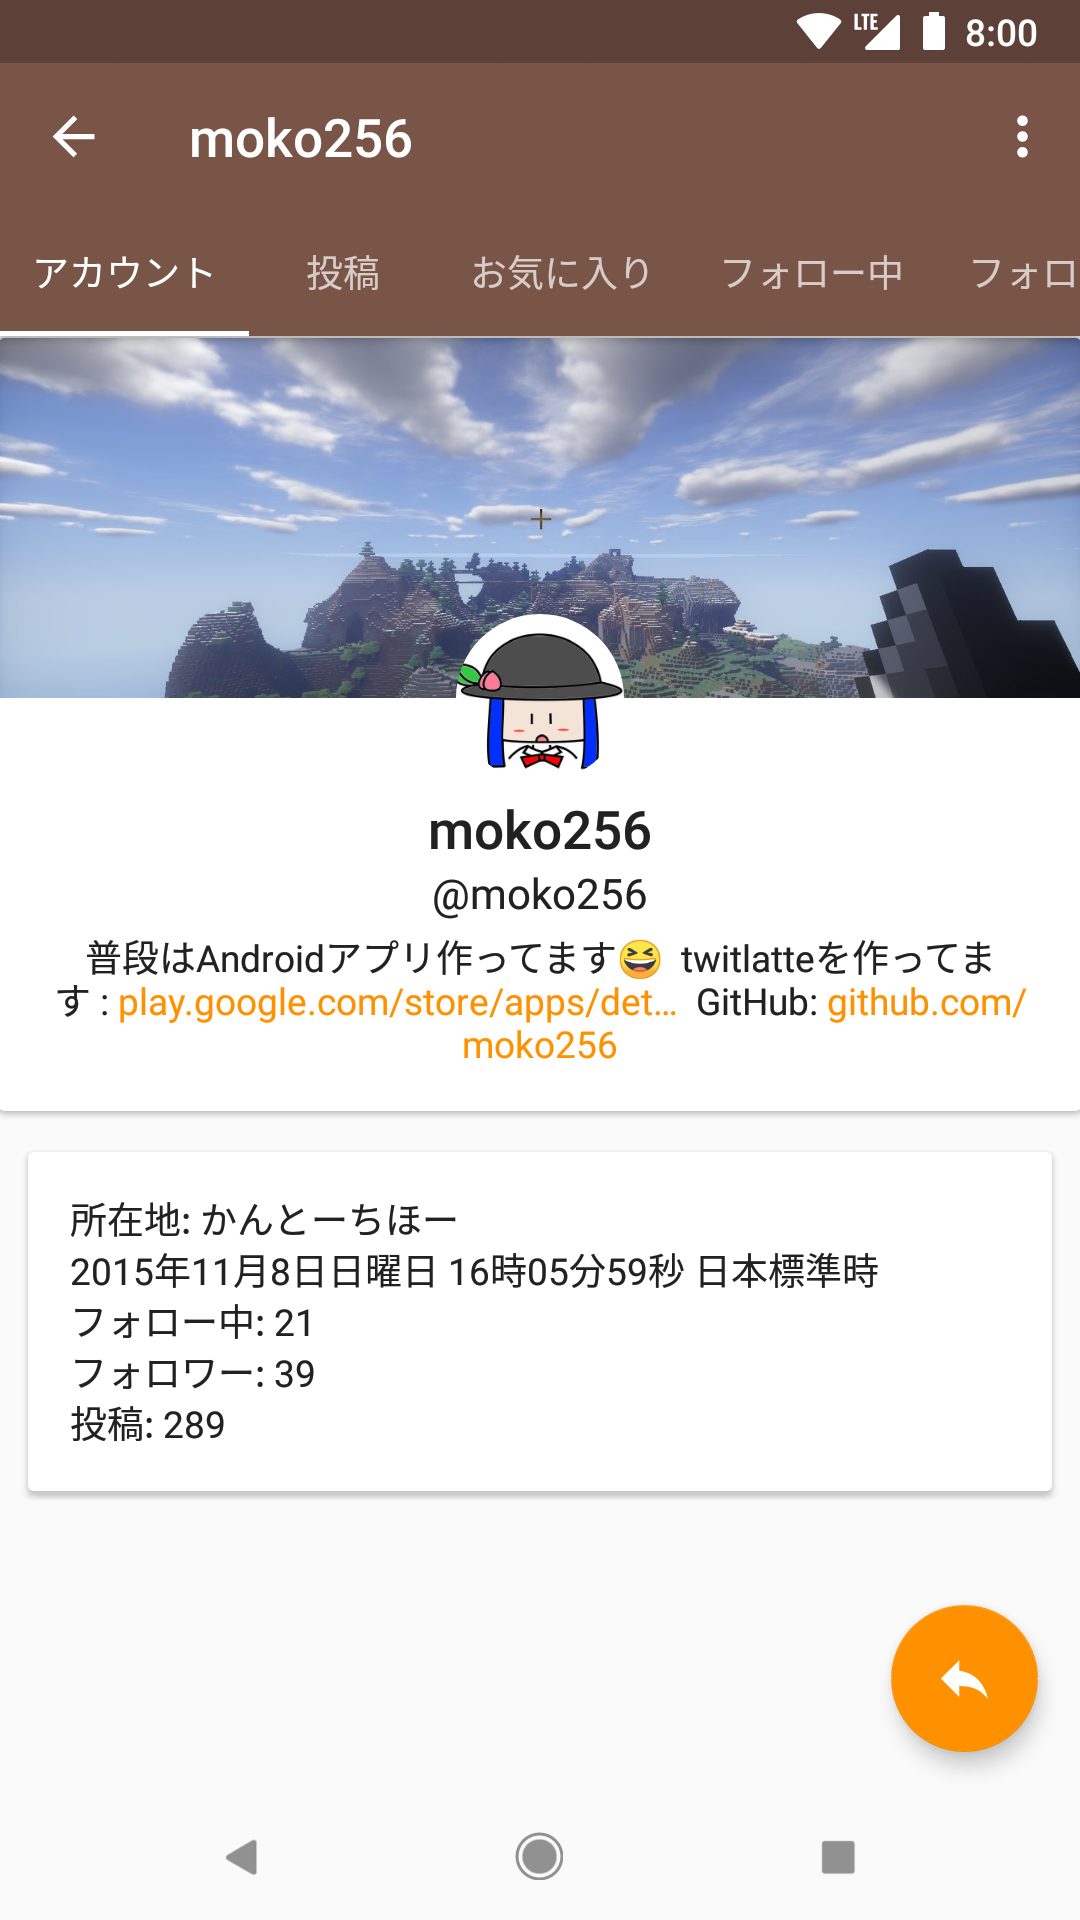 LTE 8:00
moko256
アカウント 投稿 お気に入り フォロー中 フォロ
moko256
@moko256
普段はAndroidアプリ作ってます😆 twitlatteを作ってま
す : play.google.com/store/apps/det… GitHub: github.com/
moko256
所在地: かんとーちほー
2015年11月8日日曜日 16時05分59秒 日本標準時
フォロー中: 21
フォロワー: 39
投稿: 289